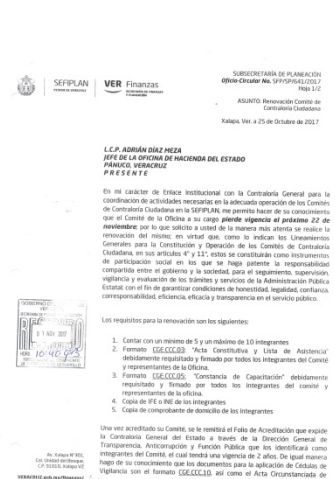 SUBSECRETARÍA DE PLANEACIÓN
Oficio-Circular No. SFP/SP/641/2017
Hoja 1/2
SEFIPLAN
VER Finanzas
ASUNTO: Renovación Comité de
Contraloría Ciudadana
Xalapa, Ver. a 25 de Octubre de 2017
L.C.P. ADRIÁN DÍAZ MEZA
JEFE DE LA OFICINA DE HACIENDA DEL ESTADO
PÁNUCO, VERACRUZ
P R E S E N T E
En mi carácter de Enlace Institucional con la Contraloría General para la
coordinación de actividades necesarias en la adecuada operación de los Comités
de Contraloría Ciudadana en la SEFIPLAN, me permito hacer de su conocimiento
que el Comité de la Oficina a su cargo pierde vigencia el próximo 22 de
noviembre; por lo que solicito a usted de la manera más atenta se realice la
renovación del mismo; en virtud que, como lo indican los Lineamientos
Generales para la Constitución y Operación de los Comités de Contraloría
Ciudadana, en sus artículos 4° y 11°, estos se constituirán como instrumentos
de participación social en los que se haga patente la responsabilidad
compartida entre el gobierno y la sociedad, para el seguimiento, supervisión,
vigilancia y evaluación de los trámites y servicios de la Administración Pública
Estatal; con el fin de garantizar condiciones de honestidad, legalidad, confianza,
corresponsabilidad, eficiencia, eficacia y transparencia en el servicio público.
Los requisitos para la renovación son los siguientes:
1. Contar con un mínimo de 5 y un máximo de 10 integrantes
2. Formato CGE.CCC.03: "Acta Constitutiva y Lista de Asistencia"
debidamente requisitado y firmado por todos los integrantes del Comité
y representantes de la Oficina.
3. Formato CGE.CCC.05: "Constancia de Capacitación" debidamente
requisitado y firmado por todos los integrantes del comité y
representantes de la oficina.
4. Copia de IFE o INE de los integrantes
5. Copia de comprobante de domicilio de los integrantes.
01 NOV 2017
Una vez acreditado su Comité, se le remitirá el Folio de Acreditación que expide
la Contraloría General del Estado a través de la Dirección General de
Transparencia, Anticorrupción y Función Pública que los identificará como
integrantes del Comité, el cual tendrá una vigencia de 2 años. De igual manera
hago de su conocimiento que los documentos para la aplicación de Cédulas de
Vigilancia son el formato CGE.CCC.10, así como el Acta Circunstanciada de
Av. Xalapa N°301,
Col. Unidad del Bosque,
C.P. 91010, Xalapa VZ